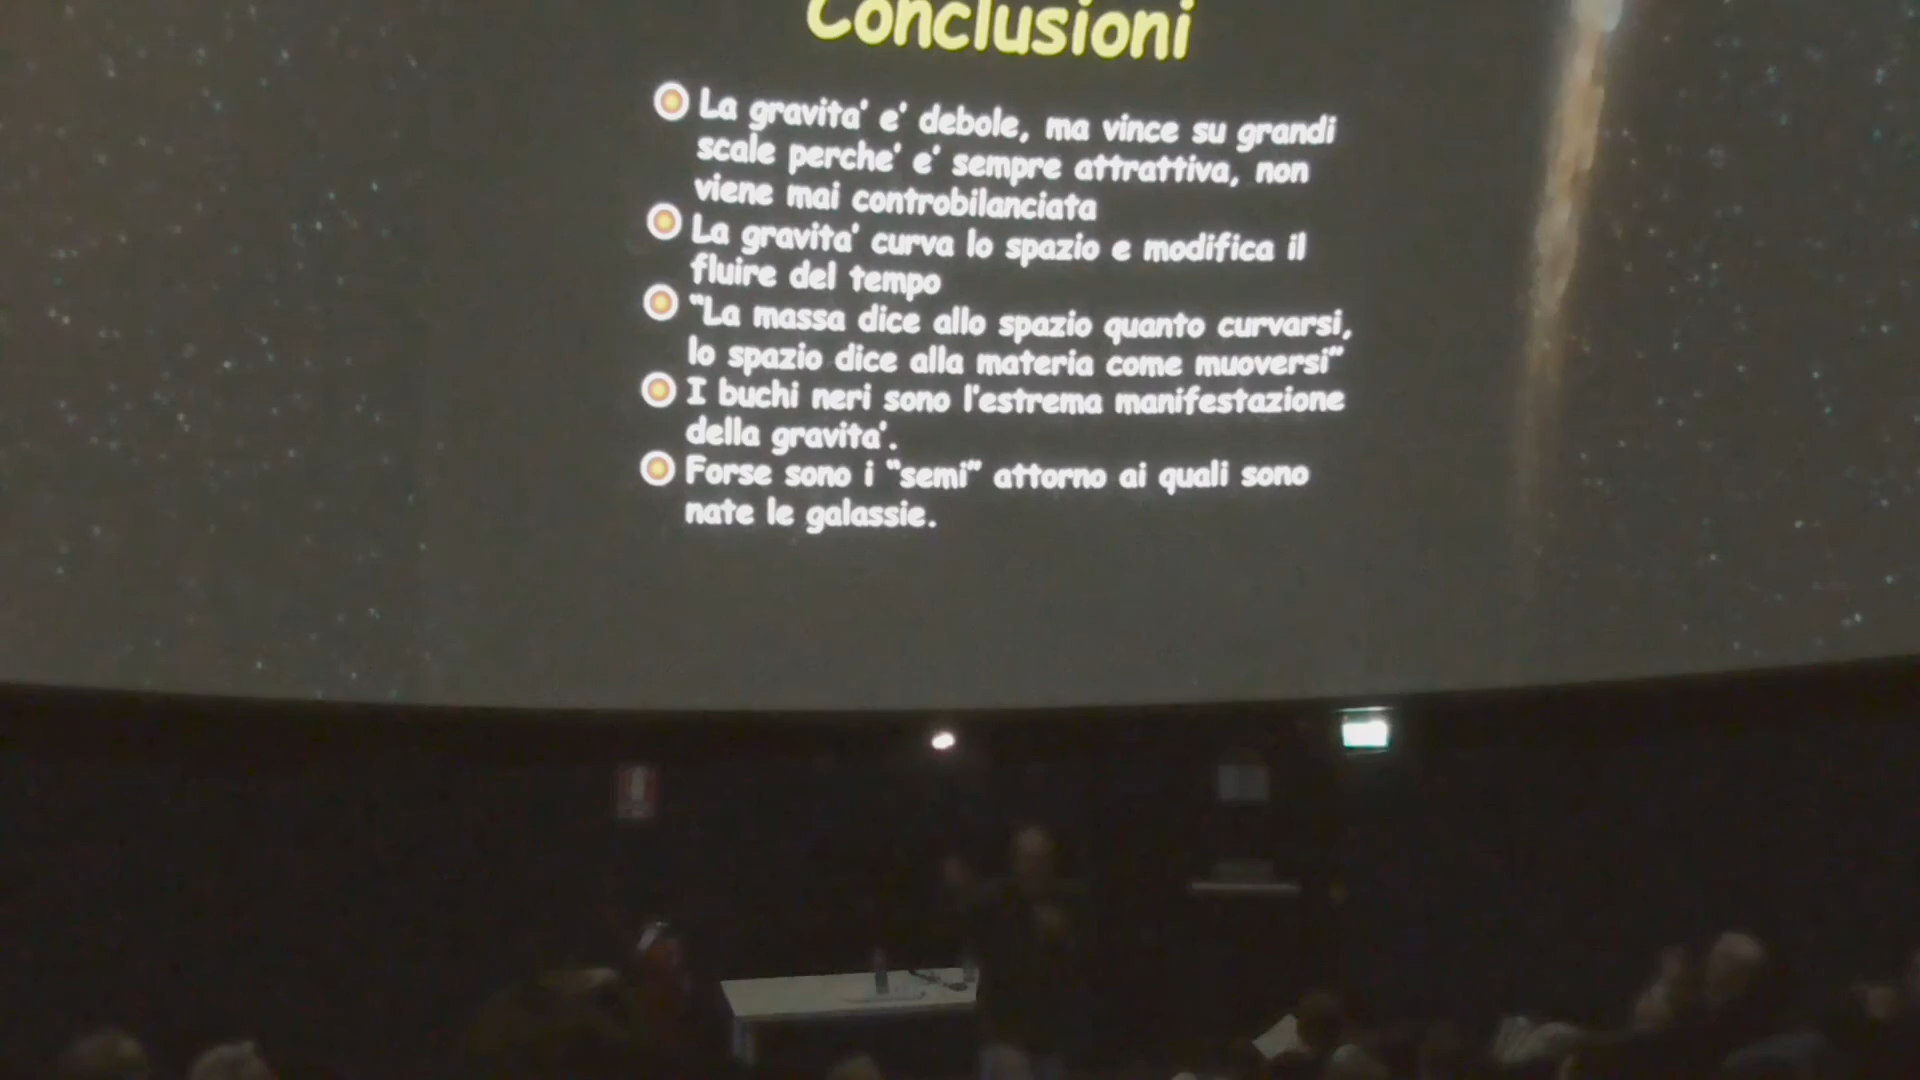 Conclusioni
La gravita' e' debole, ma vince su grandi
scale perche' e' sempre attrattiva, non
viene mai controbilanciata
La gravita' curva lo spazio e modifica il
fluire del tempo
"La massa dice allo spazio quanto curvarsi,
lo spazio dice alla materia come muoversi"
I buchi neri sono l'estrema manifestazione
della gravita'.
Forse sono i "semi" attorno ai quali sono
nate le galassie.